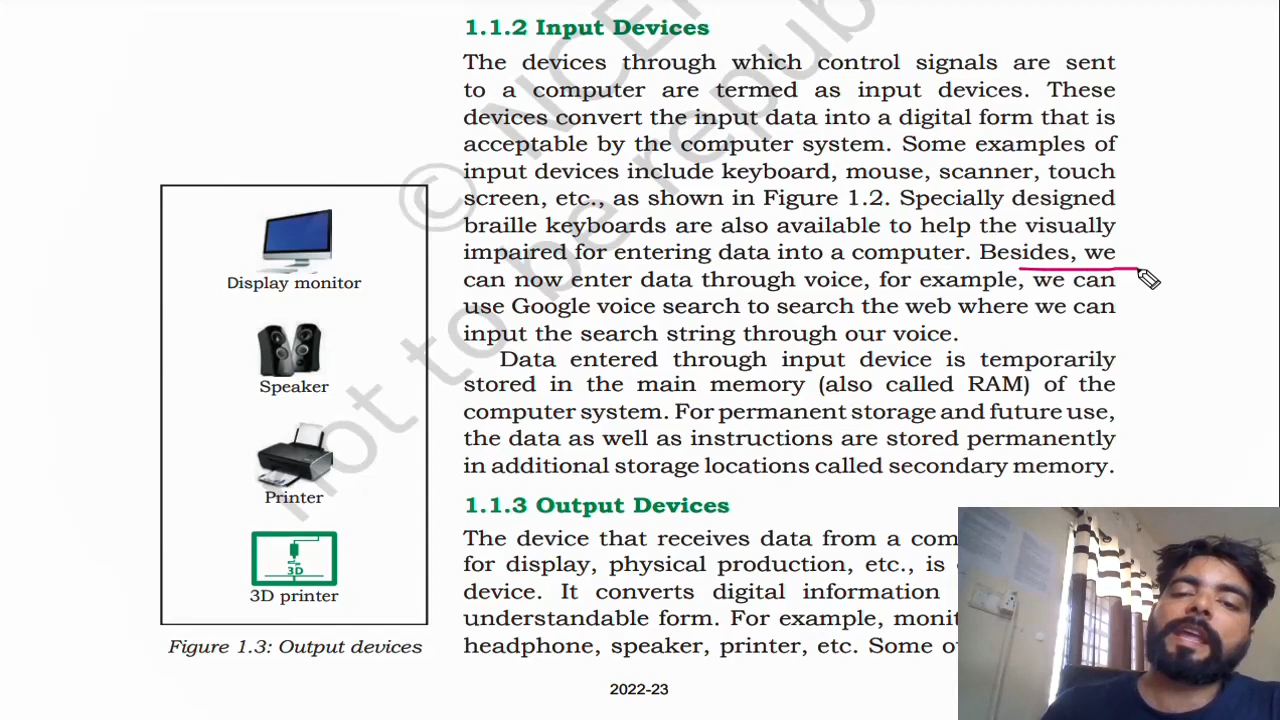 1.1.2 Input Devices
The devices through which control signals are sent
to a computer are termed as input devices. These
devices convert the input data into a digital form that is
acceptable by the computer system. Some examples of
input devices include keyboard, mouse, scanner, touch
screen, etc., as shown in Figure 1.2. Specially designed
braille keyboards are also available to help the visually
impaired for entering data into a computer. Besides, we
can now enter data through voice, for example, we can
use Google voice search to search the web where we can
input the search string through our voice.
Data entered through input device is temporarily
stored in the main memory (also called RAM) of the
computer system. For permanent storage and future use,
the data as well as instructions are stored permanently
in additional storage locations called secondary memory.
1.1.3 Output Devices
The device that receives data from a com
for display, physical production, etc., is
device. It converts digital information
understandable form. For example, monit
headphone, speaker, printer, etc. Some
Display monitor
Speaker
Printer
3D
3D printer
Figure 1.3: Output devices
© NCE
not to be repub
2022-23